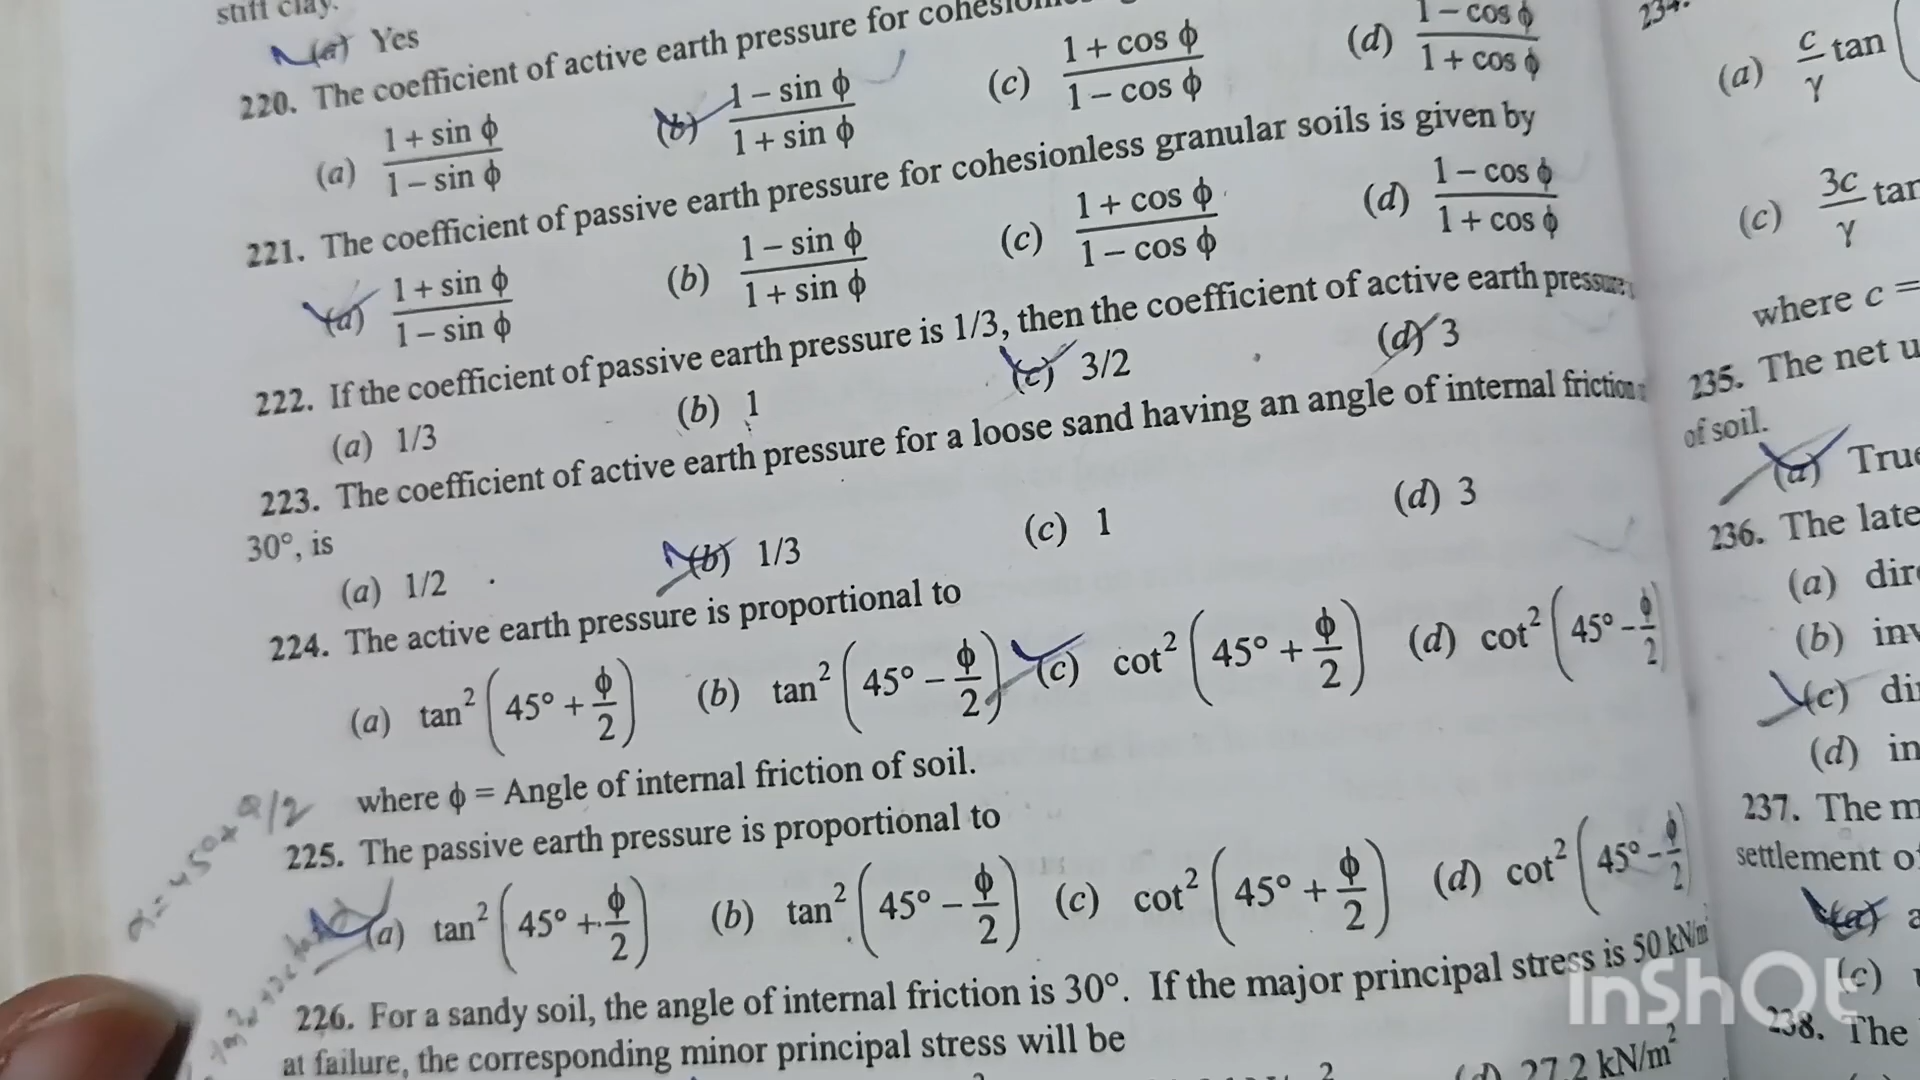 stiff clay.
(a) Yes
220. The coefficient of active earth pressure for
(a) 1 + sin ϕ / 1 – sin ϕ (b) 1 – sin ϕ / 1 + sin ϕ (c) 1 + cos ϕ / 1 – cos ϕ (d) 1 – cos ϕ / 1 + cos ϕ
221. The coefficient of passive earth pressure for cohesionless granular soils is given by
(a) 1 + sin ϕ / 1 – sin ϕ (b) 1 – sin ϕ / 1 + sin ϕ (c) 1 + cos ϕ / 1 – cos ϕ (d) 1 – cos ϕ / 1 + cos ϕ
222. If the coefficient of passive earth pressure is 1/3, then the coefficient of active earth pressure
(a) 1/3 (b) 1 (c) 3/2 (d) 3
223. The coefficient of active earth pressure for a loose sand having an angle of internal friction
30°, is
(a) 1/2 (b) 1/3 (c) 1 (d) 3
224. The active earth pressure is proportional to
(a) tan² (45° + ϕ/2) (b) tan² (45° – ϕ/2) (c) cot² (45° + ϕ/2) (d) cot² (45° – ϕ/2)
where ϕ = Angle of internal friction of soil.
225. The passive earth pressure is proportional to
(a) tan² (45° + ϕ/2) (b) tan² (45° – ϕ/2) (c) cot² (45° + ϕ/2) (d) cot² (45° – ϕ/2)
226. For a sandy soil, the angle of internal friction is 30°. If the major principal stress is 50 kN/m
at failure, the corresponding minor principal stress will be
(d) 27.2 kN/m²
234.
(a) c/γ tan (
(c) 3c/γ tan
where c =
235. The net u
of soil.
(a) True
236. The late
(a) dire
(b) inv
(c) di
(d) in
237. The m
settlement of
(a) a
(c)
238. The
InShOt